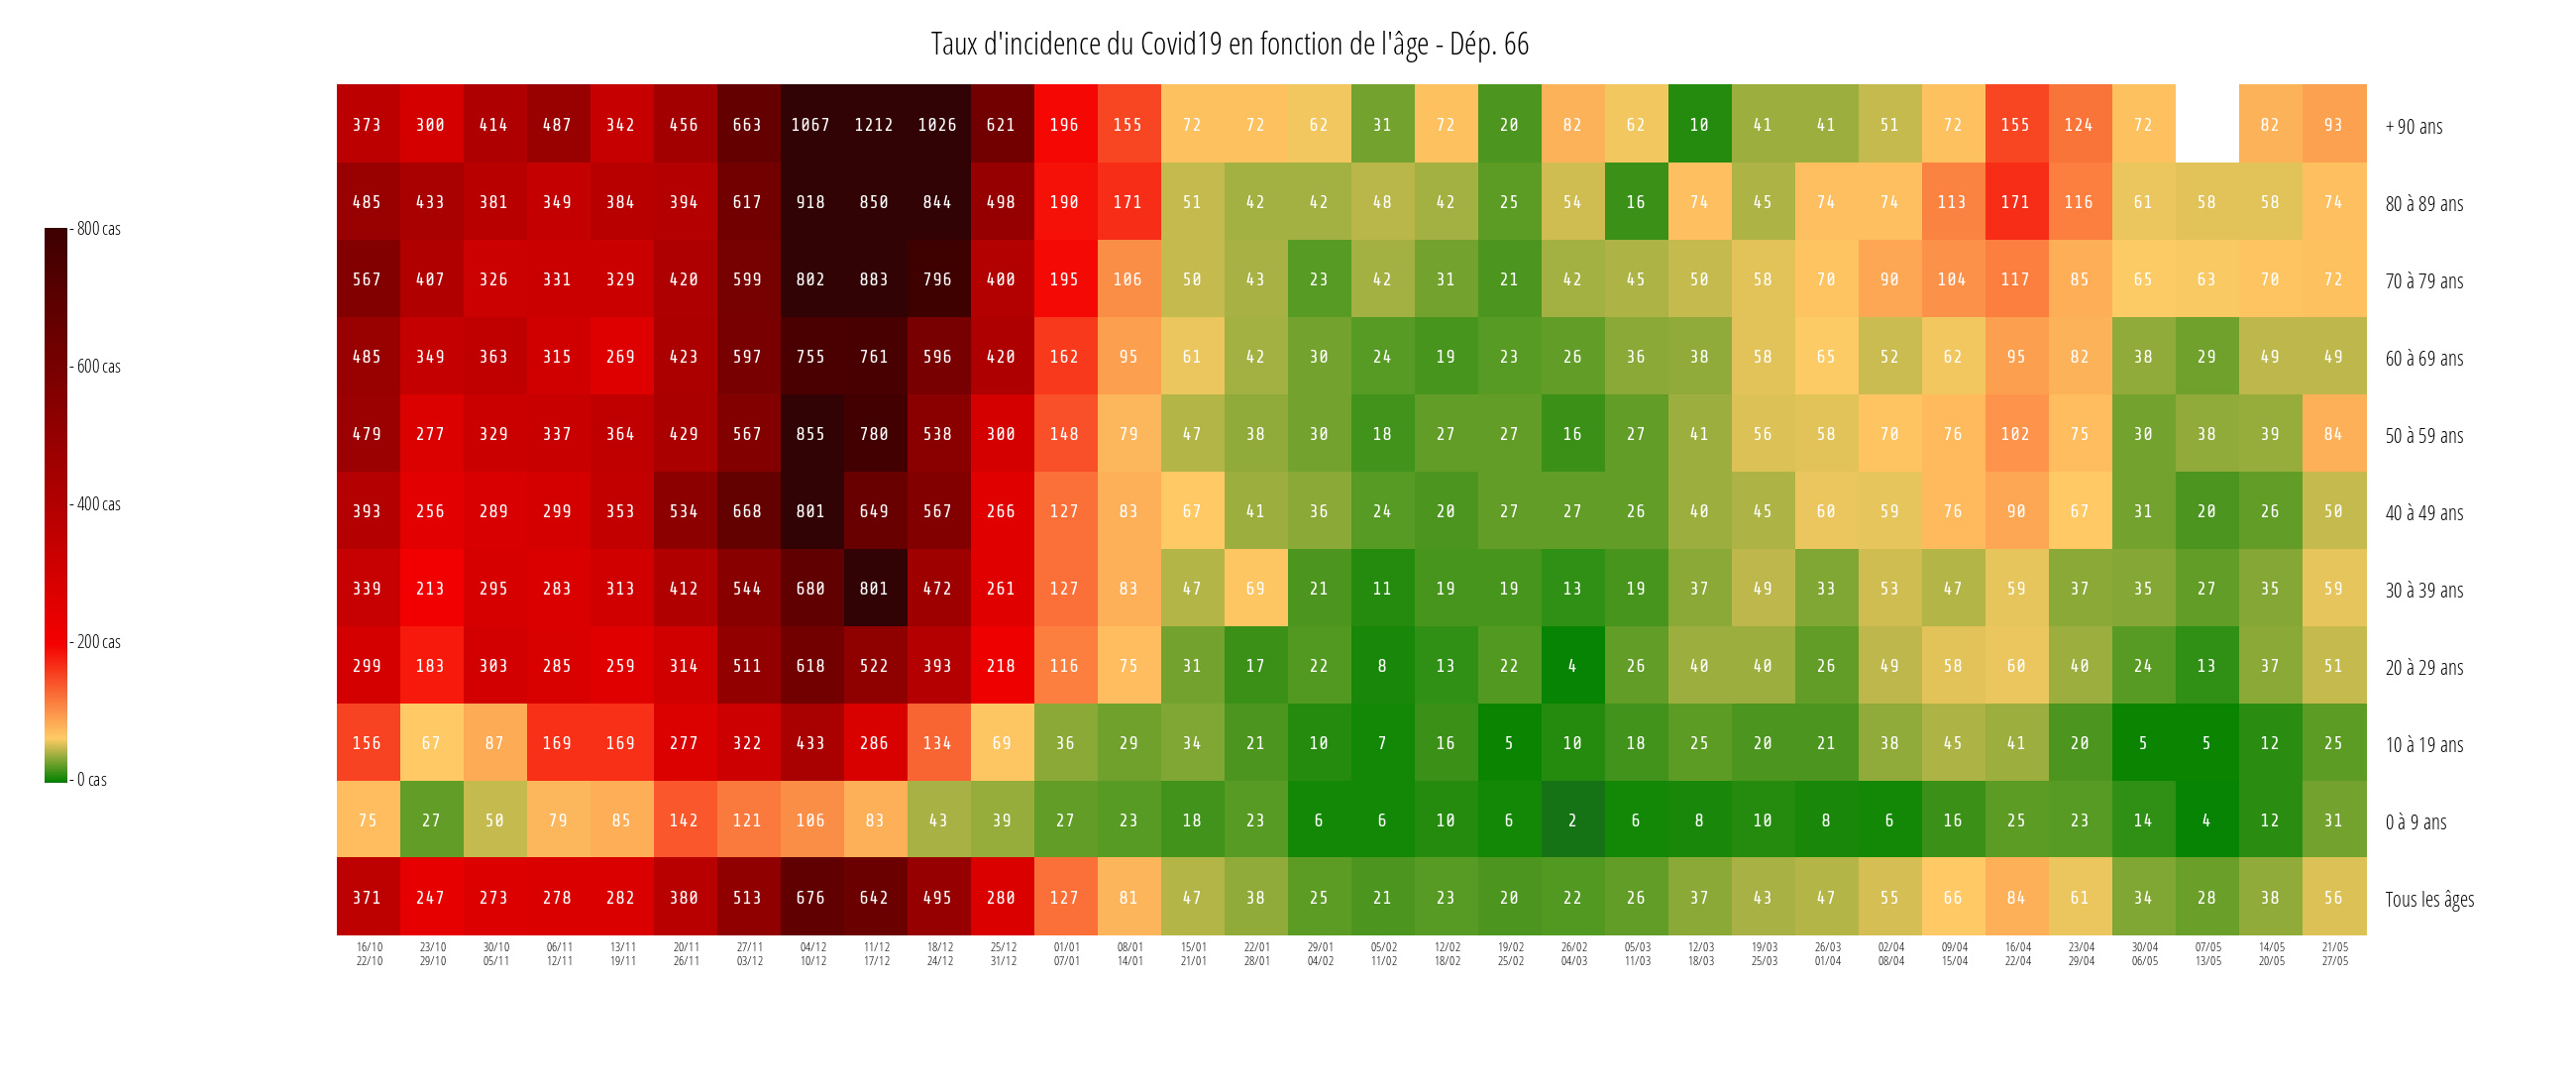 Taux d'incidence du Covid19 en fonction de l'âge - Dép. 66
373 300 414 487 342 456 663 1067 1212 1026 621 196 155 72 72 62 31 72 20 82 62 10 41 41 51 72 155 124 72 82 93 + 90 ans
485 433 381 349 384 394 617 918 850 844 498 190 171 51 42 42 48 42 25 54 16 74 45 74 74 113 171 116 61 58 58 74 80 à 89 ans
- 800 cas
567 407 326 331 329 420 599 802 883 796 400 195 106 50 43 23 42 31 21 42 45 50 58 70 90 104 117 85 65 63 70 72 70 à 79 ans
485 349 363 315 269 423 597 755 761 596 420 162 95 61 42 30 24 19 23 26 36 38 58 65 52 62 95 82 38 29 49 49 60 à 69 ans
- 600 cas
479 277 329 337 364 429 567 855 780 538 300 148 79 47 38 30 18 27 27 16 27 41 56 58 70 76 102 75 30 38 39 84 50 à 59 ans
- 400 cas
393 256 289 299 353 534 668 801 649 567 266 127 83 67 41 36 24 20 27 27 26 40 45 60 59 76 90 67 31 20 26 50 40 à 49 ans
339 213 295 283 313 412 544 680 801 472 261 127 83 47 69 21 11 19 19 13 19 37 49 33 53 47 59 37 35 27 35 59 30 à 39 ans
- 200 cas
299 183 303 285 259 314 511 618 522 393 218 116 75 31 17 22 8 13 22 4 26 40 40 26 49 58 60 40 24 13 37 51 20 à 29 ans
156 67 87 169 169 277 322 433 286 134 69 36 29 34 21 10 7 16 5 10 18 25 20 21 38 45 41 20 5 5 12 25 10 à 19 ans
- 0 cas
75 27 50 79 85 142 121 106 83 43 39 27 23 18 23 6 6 10 6 2 6 8 10 8 6 16 25 23 14 4 12 31 0 à 9 ans
371 247 273 278 282 380 513 676 642 495 280 127 81 47 38 25 21 23 20 22 26 37 43 47 55 66 84 61 34 28 38 56 Tous les âges
16/10 23/10 30/10 06/11 13/11 20/11 27/11 04/12 11/12 18/12 25/12 01/01 08/01 15/01 22/01 29/01 05/02 12/02 19/02 26/02 05/03 12/03 19/03 26/03 02/04 09/04 16/04 23/04 30/04 07/05 14/05 21/05
22/10 29/10 05/11 12/11 19/11 26/11 03/12 10/12 17/12 24/12 31/12 07/01 14/01 21/01 28/01 04/02 11/02 18/02 25/02 04/03 11/03 18/03 25/03 01/04 08/04 15/04 22/04 29/04 06/05 13/05 20/05 27/05